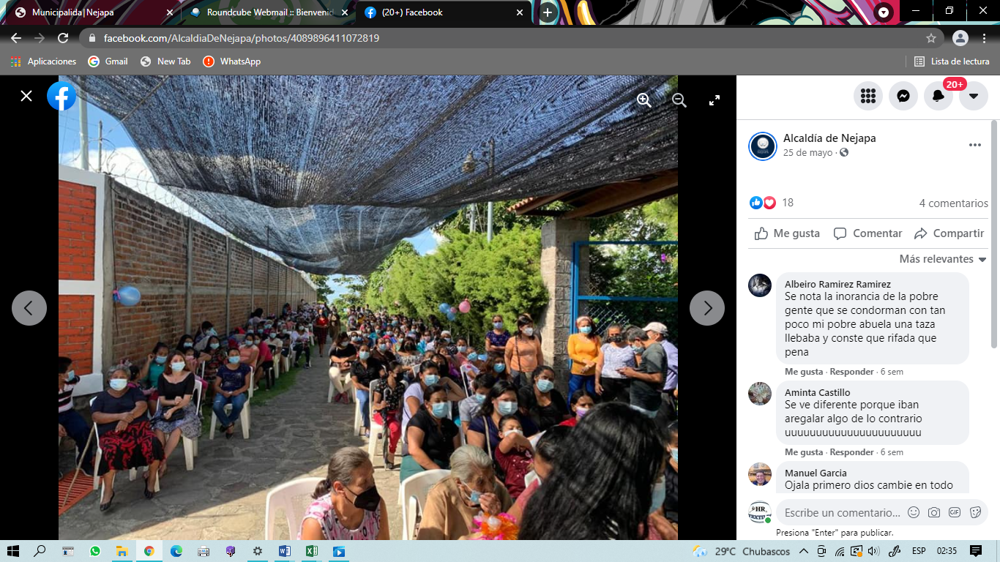 Municipalida | Nejapa
Roundcube Webmail :: Bienvenid
(20+) Facebook
facebook.com/AlcaldiaDeNejapa/photos/4089896411072819
Aplicaciones
Gmail
New Tab
WhatsApp
Lista de lectura
20+
Alcaldía de Nejapa
25 de mayo ·
18
4 comentarios
Me gusta
Comentar
Compartir
Más relevantes
Albeiro Ramirez Ramirez
Se nota la inorancia de la pobre
gente que se condorman con tan
poco mi pobre abuela una taza
llebaba y conste que rifada que
pena
Me gusta · Responder · 6 sem
Aminta Castillo
Se ve diferente porque iban
aregalar algo de lo contrario
uuuuuuuuuuuuuuuuuuuuuu
Me gusta · Responder · 6 sem
Manuel Garcia
Ojala primero dios cambie en todo
HR
Escribe un comentario...
GIF
Presiona "Enter" para publicar.
29°C Chubascos
ESP
02:35